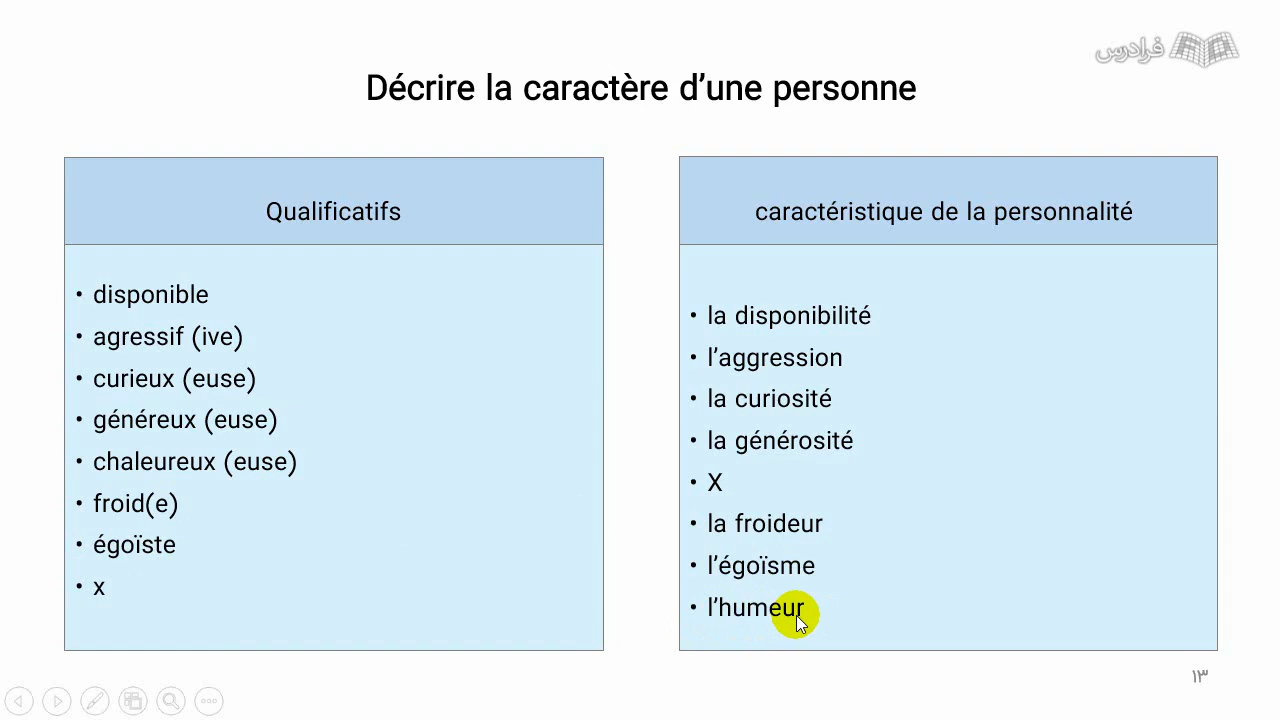 فرادرس
Décrire la caractère d’une personne
Qualificatifs
• disponible
• agressif (ive)
• curieux (euse)
• généreux (euse)
• chaleureux (euse)
• froid(e)
• égoïste
• x
caractéristique de la personnalité
• la disponibilité
• l’aggression
• la curiosité
• la générosité
• X
• la froideur
• l’égoïsme
• l’humeur
۱۳